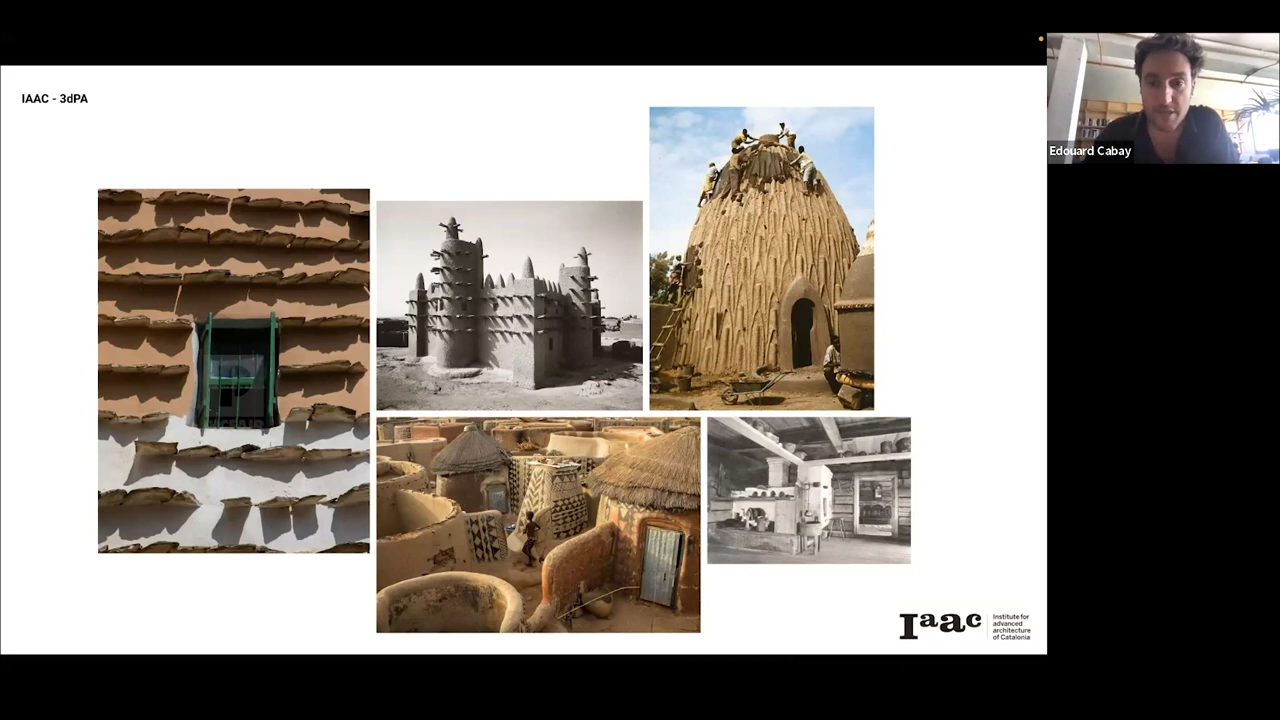 IAAC - 3dPA
Edouard Cabay
Iaac
Institute for
advanced
architecture
of Catalonia